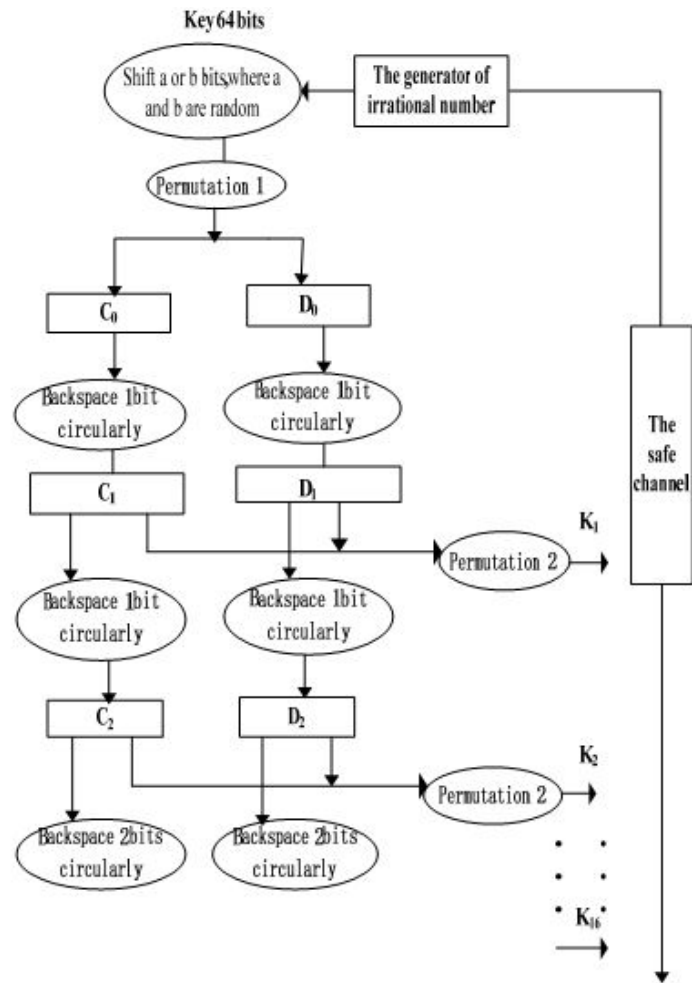 Key64bits
Shift a or b bits,where a
and b are random
The generator of
irrational number
Permutation 1
C₀
D₀
Backspace 1bit
circularly
Backspace 1bit
circularly
The
safe
channel
C₁
D₁
K₁
Permutation 2
Backspace 1bit
circularly
Backspace 1bit
circularly
C₂
D₂
K₂
Permutation 2
Backspace 2bits
circularly
Backspace 2bits
circularly
K₁₆